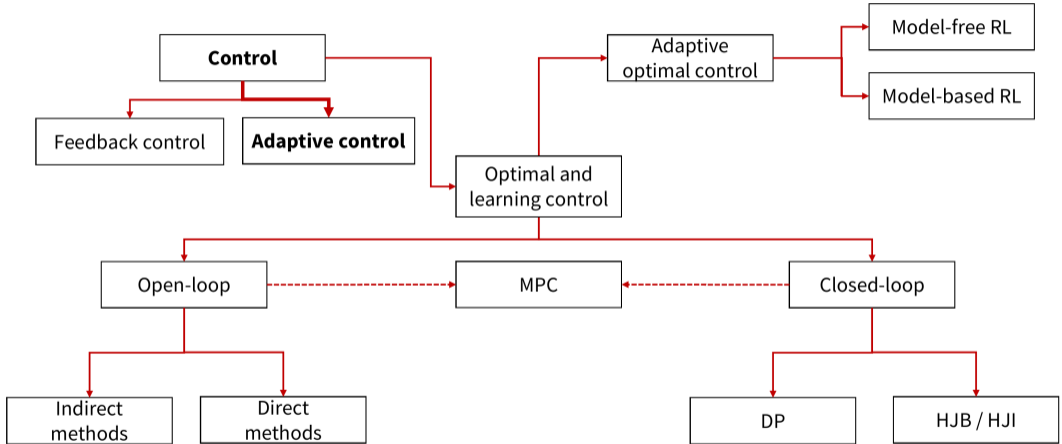 Model-free RL
Control
Adaptive
optimal control
Model-based RL
Feedback control
Adaptive control
Optimal and
learning control
Open-loop
MPC
Closed-loop
Indirect
methods
Direct
methods
DP
HJB / HJI